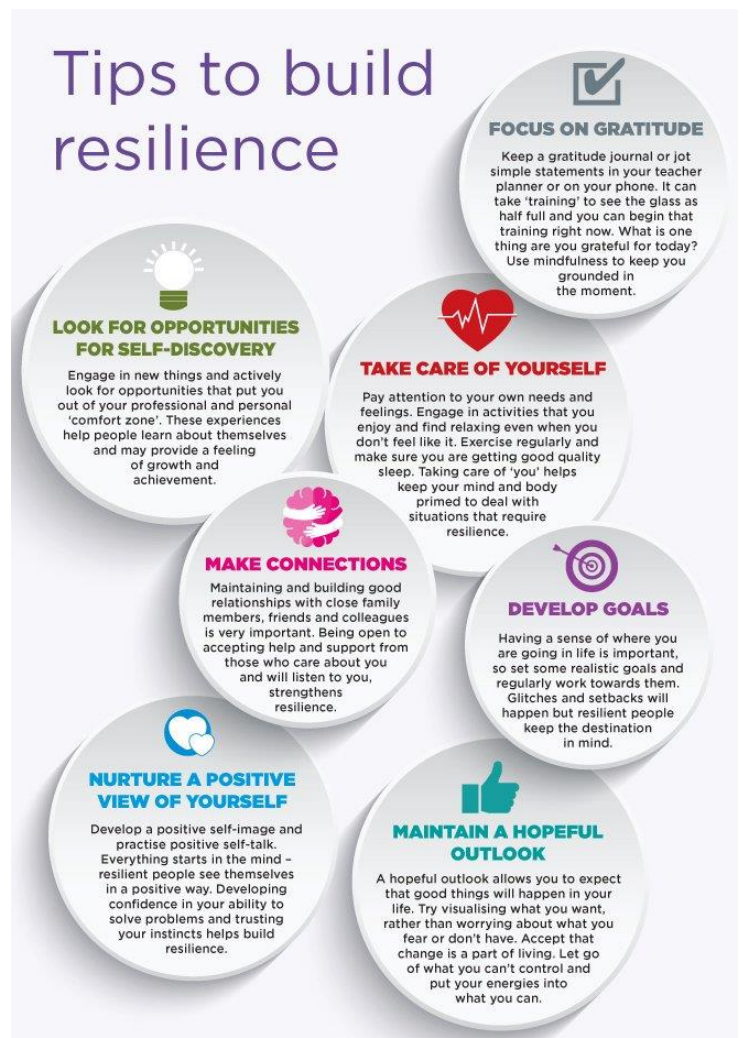 Tips to build
resilience
FOCUS ON GRATITUDE
Keep a gratitude journal or jot
simple statements in your teacher
planner or on your phone. It can
take ‘training’ to see the glass as
half full and you can begin that
training right now. What is one
thing are you grateful for today?
Use mindfulness to keep you
grounded in
the moment.
LOOK FOR OPPORTUNITIES
FOR SELF-DISCOVERY
Engage in new things and actively
look for opportunities that put you
out of your professional and personal
‘comfort zone’. These experiences
help people learn about themselves
and may provide a feeling
of growth and
achievement.
TAKE CARE OF YOURSELF
Pay attention to your own needs and
feelings. Engage in activities that you
enjoy and find relaxing even when you
don’t feel like it. Exercise regularly and
make sure you are getting good quality
sleep. Taking care of ‘you’ helps
keep your mind and body
primed to deal with
situations that require
resilience.
MAKE CONNECTIONS
Maintaining and building good
relationships with close family
members, friends and colleagues
is very important. Being open to
accepting help and support from
those who care about you
and will listen to you,
strengthens
resilience.
DEVELOP GOALS
Having a sense of where you
are going in life is important,
so set some realistic goals and
regularly work towards them.
Glitches and setbacks will
happen but resilient people
keep the destination
in mind.
NURTURE A POSITIVE
VIEW OF YOURSELF
Develop a positive self-image and
practise positive self-talk.
Everything starts in the mind –
resilient people see themselves
in a positive way. Developing
confidence in your ability to
solve problems and trusting
your instincts helps build
resilience.
MAINTAIN A HOPEFUL
OUTLOOK
A hopeful outlook allows you to expect
that good things will happen in your
life. Try visualising what you want,
rather than worrying about what you
fear or don’t have. Accept that
change is a part of living. Let go
of what you can’t control and
put your energies into
what you can.